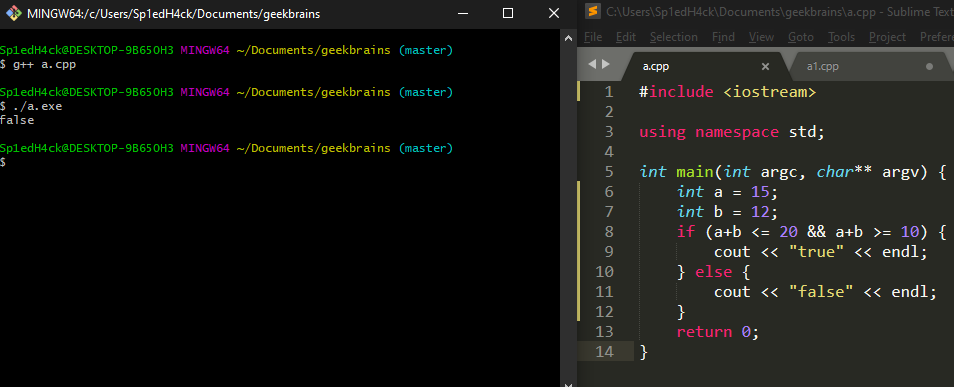 MINGW64:/c/Users/Sp1edH4ck/Documents/geekbrains
Sp1edH4ck@DESKTOP-9B65OH3 MINGW64 ~/Documents/geekbrains (master)
$ g++ a.cpp
Sp1edH4ck@DESKTOP-9B65OH3 MINGW64 ~/Documents/geekbrains (master)
$ ./a.exe
false
Sp1edH4ck@DESKTOP-9B65OH3 MINGW64 ~/Documents/geekbrains (master)
$
C:\Users\Sp1edH4ck\Documents\geekbrains\a.cpp - Sublime Text
File Edit Selection Find View Goto Tools Project Prefere
a.cpp a1.cpp
1 #include <iostream>
2
3 using namespace std;
4
5 int main(int argc, char** argv) {
6 int a = 15;
7 int b = 12;
8 if (a+b <= 20 && a+b >= 10) {
9 cout << "true" << endl;
10 } else {
11 cout << "false" << endl;
12 }
13 return 0;
14 }